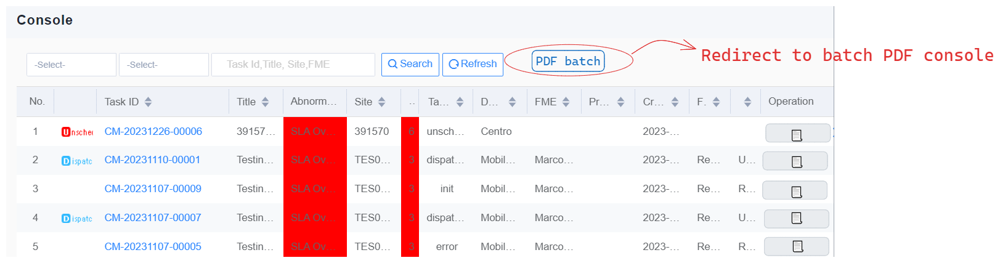 Console
-Select- -Select- Task Id,Title, Site,FME Search Refresh PDF batch Redirect to batch PDF console
No. Task ID Title Abnorm... Site .. Ta... D... FME Pr... Cr... F. Operation
1 Unsched CM-20231226-00006 39157... SLA Ov... 391570 6 unsch... Centro 2023-...
2 Dispatc CM-20231110-00001 Testin... SLA Ov... TES0... 3 dispat... Mobil... Marco... 2023-... Re... U...
3 CM-20231107-00009 Testin... SLA Ov... TES0... 3 init Mobil... Marco... 2023-... Re... R...
4 Dispatc CM-20231107-00007 Testin... SLA Ov... TES0... 3 dispat... Mobil... Marco... 2023-... Re... U...
5 CM-20231107-00005 Testin... SLA Ov... TES0... 3 error Mobil... Marco... 2023-... Re... R...